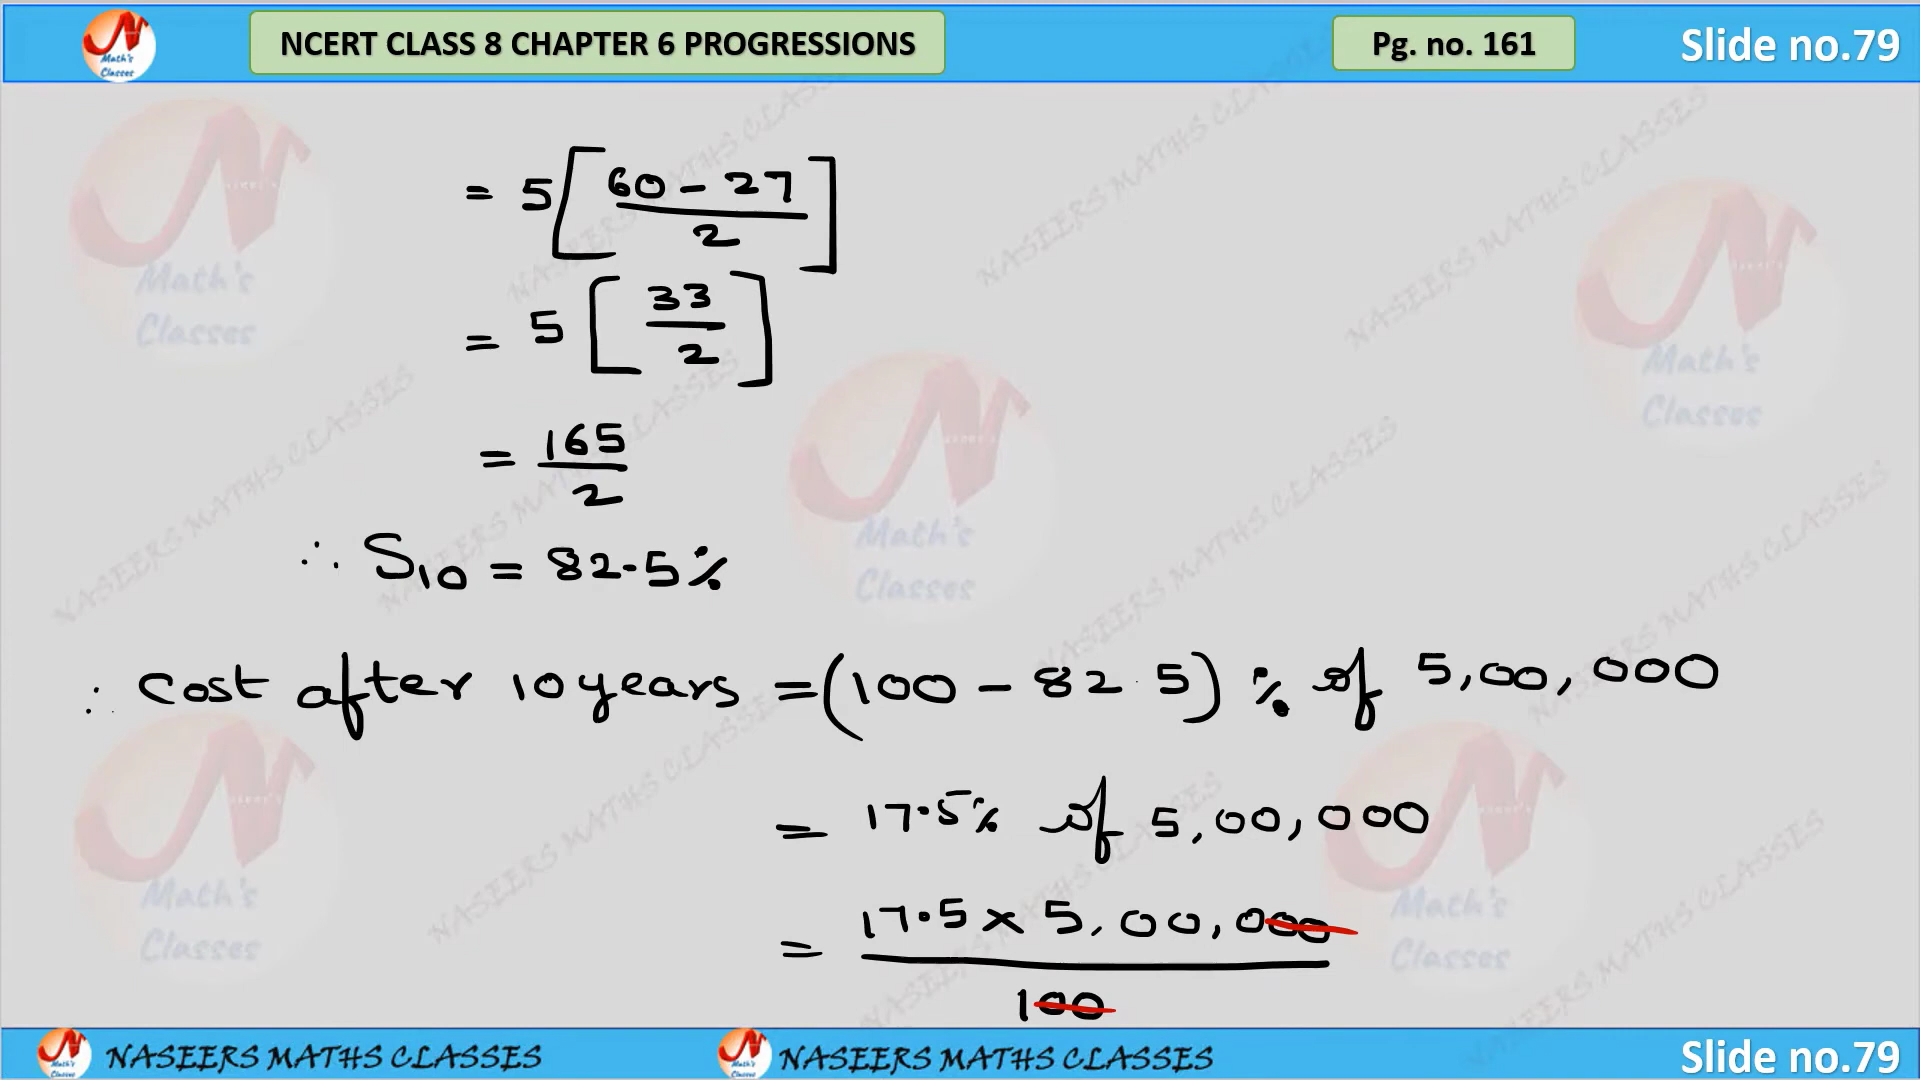 N Math's Classes
NCERT CLASS 8 CHAPTER 6 PROGRESSIONS
Pg. no. 161
Slide no.79
= 5[(60 - 27)/2]
= 5[33/2]
= 165/2
∴ S₁₀ = 82.5%
∴ Cost after 10 years = (100 - 82.5) % of 5,00,000
= 17.5% of 5,00,000
= (17.5 × 5,00,000)/100
NASEERS MATHS CLASSES
NASEERS MATHS CLASSES
Slide no.79